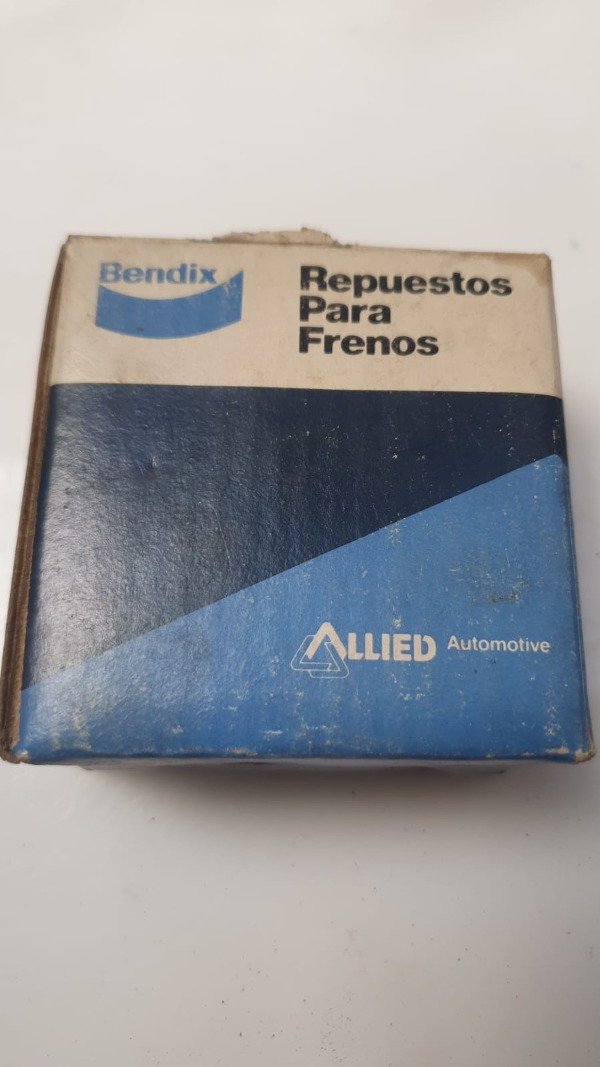 Bendix
Repuestos
Para
Frenos
ALLIED Automotive